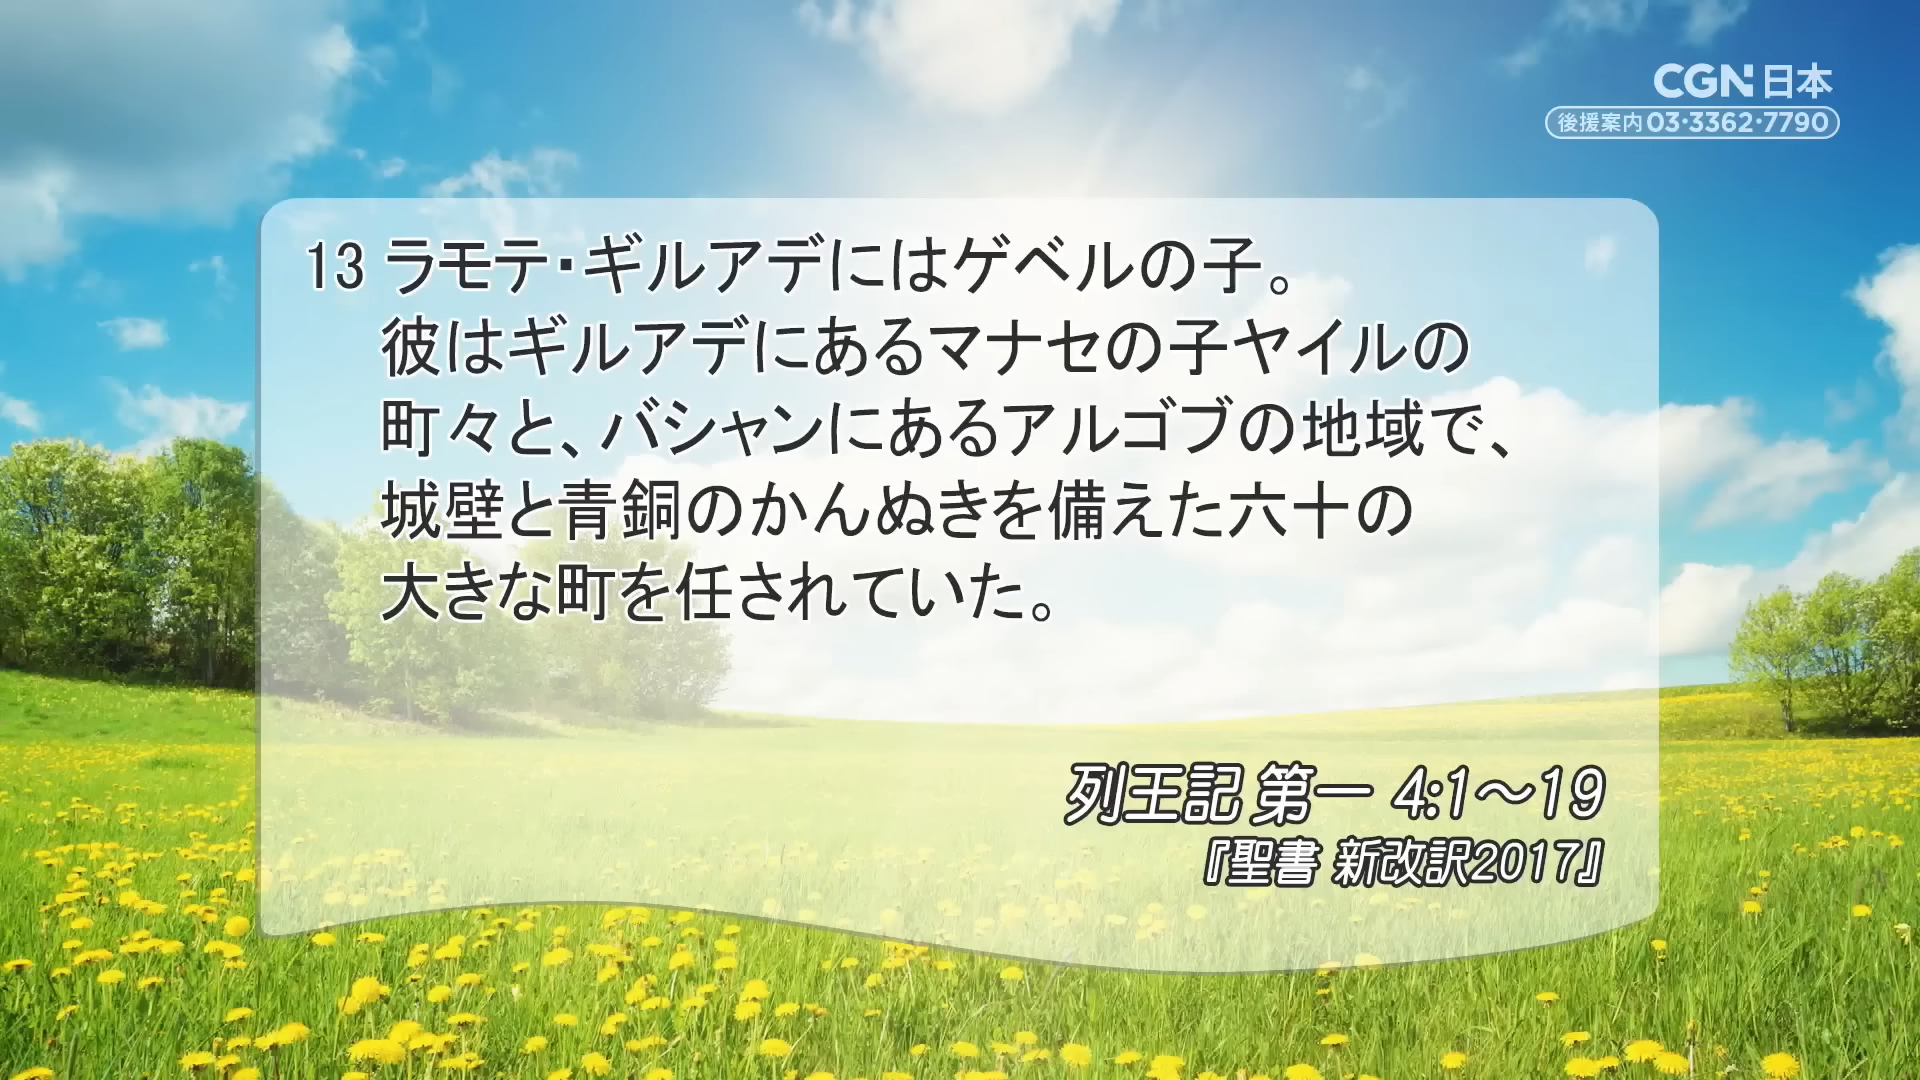 CGN日本
後援案内 03·3362·7790
13 ラモテ・ギルアデにはゲベルの子。
彼はギルアデにあるマナセの子ヤイルの
町々と、バシャンにあるアルゴブの地域で、
城壁と青銅のかんぬきを備えた六十の
大きな町を任されていた。
列王記 第一 4:1〜19
『聖書 新改訳2017』